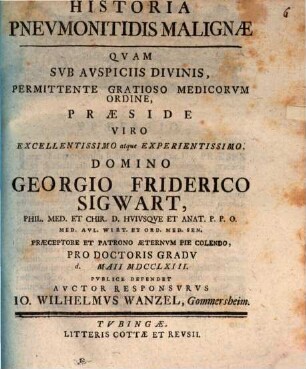 HISTORIA
PNEVMONITIDIS MALIGNÆ
QVAM
SVB AVSPICIIS DIVINIS,
PERMITTENTE GRATIOSO MEDICORVM
ORDINE,
PRÆSIDE
VIRO
EXCELLENTISSIMO atque EXPERIENTISSIMO.
DOMINO
GEORGIO FRIDERICO
SIGWART,
PHIL. MED. ET CHIR. D. HVIVSQVE ET ANAT. P. P. O.
MED. AVL. WIRT. ET ORD. MED. SEN.
PRÆCEPTORE ET PATRONO ÆTERNVM PIE COLENDO,
PRO DOCTORIS GRADV
d. MAII MDCCLXIII.
PVBLICE DEFENDET
AVCTOR RESPONSVRVS
IO. WILHELMVS WANZEL, Gommersheim.
TVBINGÆ,
LITTERIS COTTÆ ET REVSII.